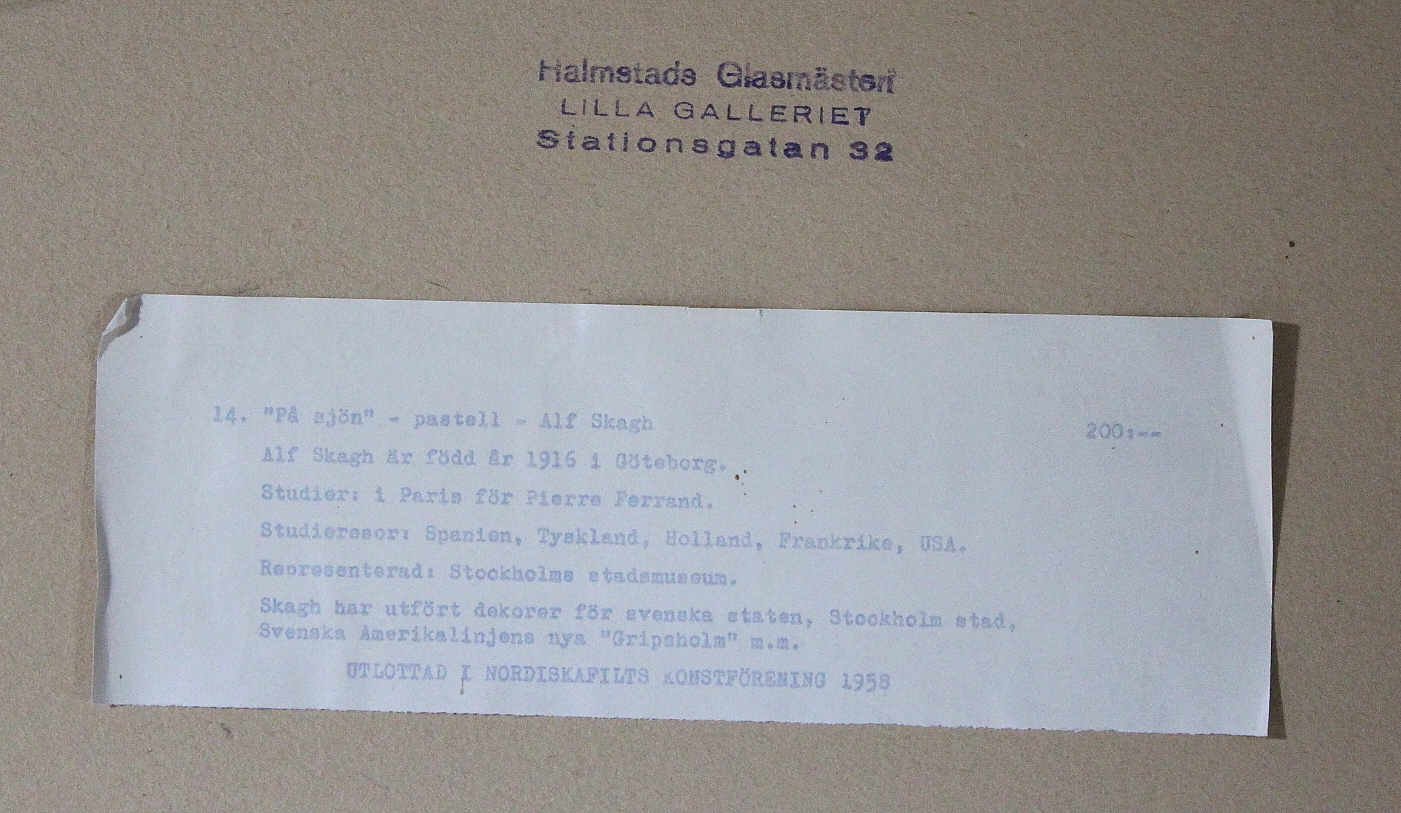 Halmstads Glasmästeri
LILLA GALLERIET
Stationsgatan 32
14. "På sjön" - pastell - Alf Skagh 200:--
Alf Skagh är född år 1916 i Göteborg.
Studier: i Paris för Pierre Ferrand.
Studieresor: Spanien, Tyskland, Holland, Frankrike, USA.
Representerad: Stockholms stadsmuseum.
Skagh har utfört dekorer för svenska staten, Stockholm stad,
Svenska Amerikalinjens nya "Gripsholm" m.m.
UTLOTTAD I NORDISKAFILTS KONSTFÖRENING 1958